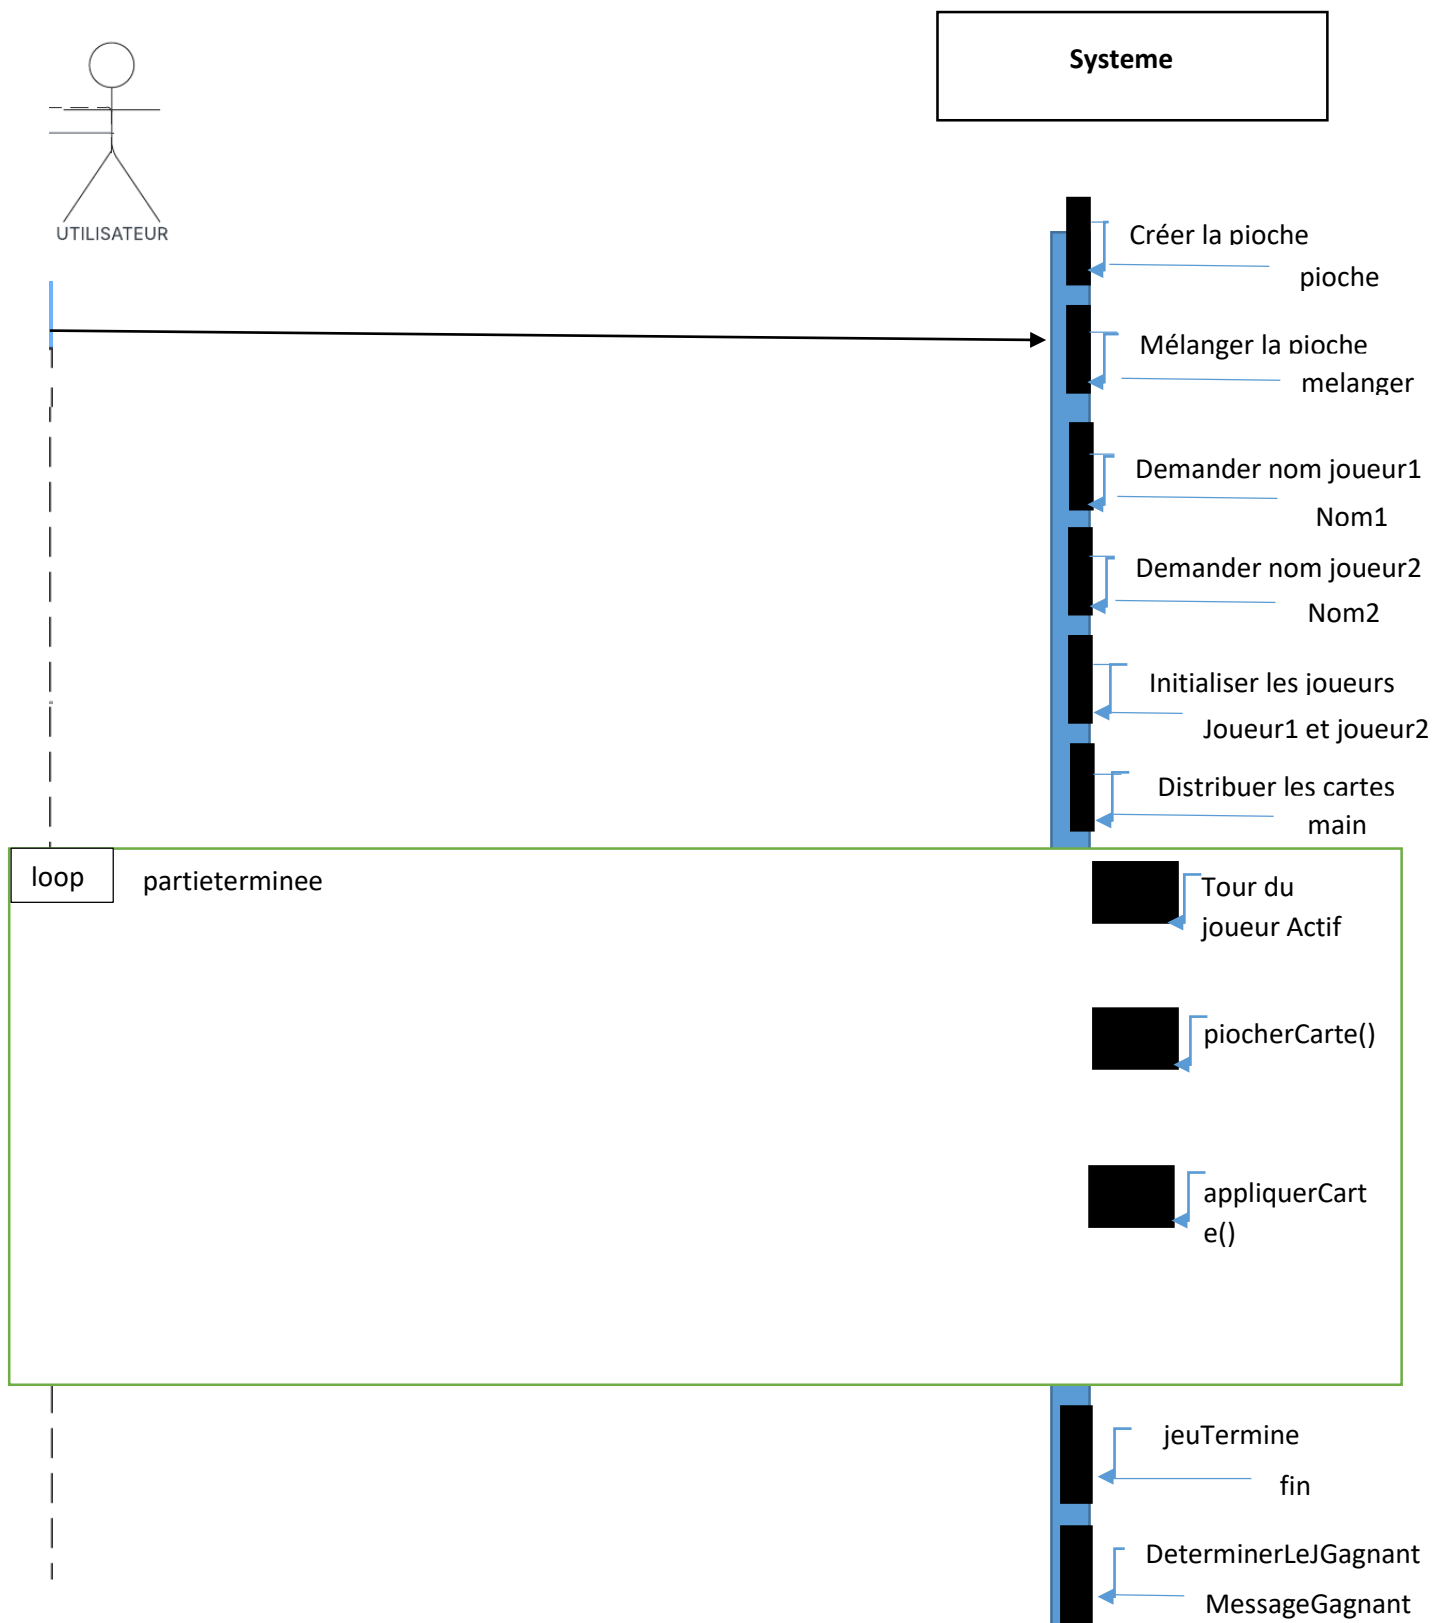 Systeme
UTILISATEUR
Créer la pioche
pioche
Mélanger la pioche
melanger
Demander nom joueur1
Nom1
Demander nom joueur2
Nom2
Initialiser les joueurs
Joueur1 et joueur2
Distribuer les cartes
main
loop
partieterminee
Tour du
joueur Actif
piocherCarte()
appliquerCart
e()
jeuTermine
fin
DeterminerLeJGagnant
MessageGagnant